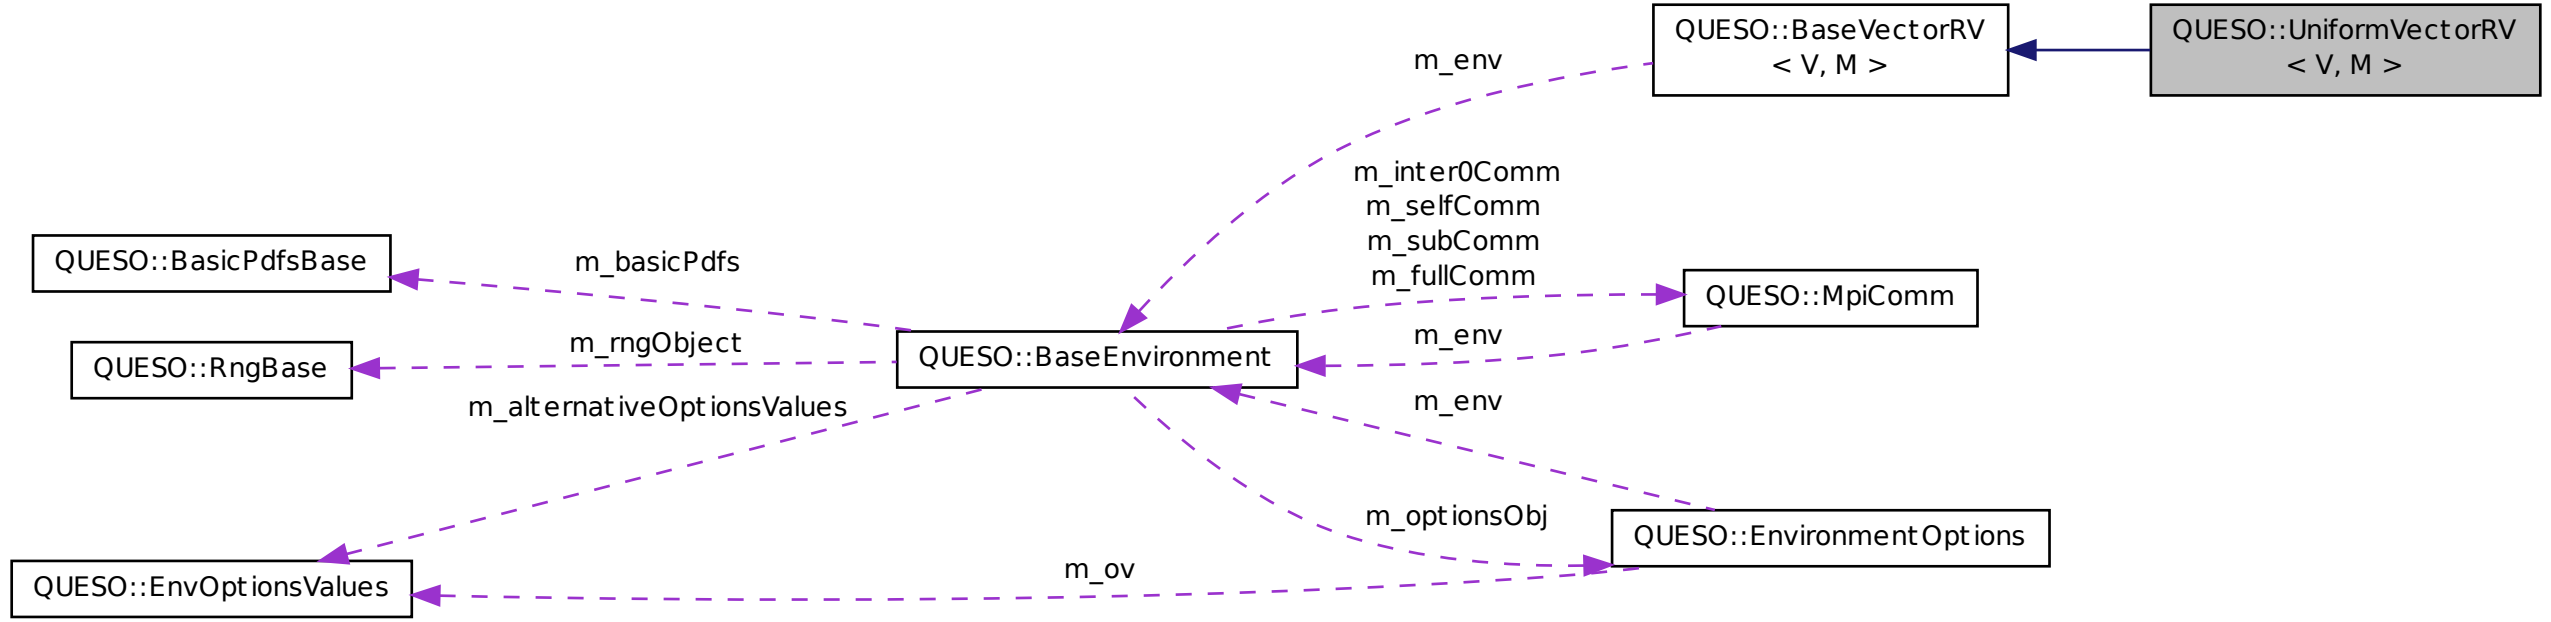 QUESO::BaseVectorRV
< V, M >
QUESO::UniformVectorRV
< V, M >
m_env
m_inter0Comm
m_selfComm
m_subComm
m_fullComm
QUESO::BasicPdfsBase
m_basicPdfs
QUESO::MpiComm
m_env
QUESO::RngBase
m_rngObject
QUESO::BaseEnvironment
m_alternativeOptionsValues
m_env
m_optionsObj
QUESO::EnvironmentOptions
m_ov
QUESO::EnvOptionsValues